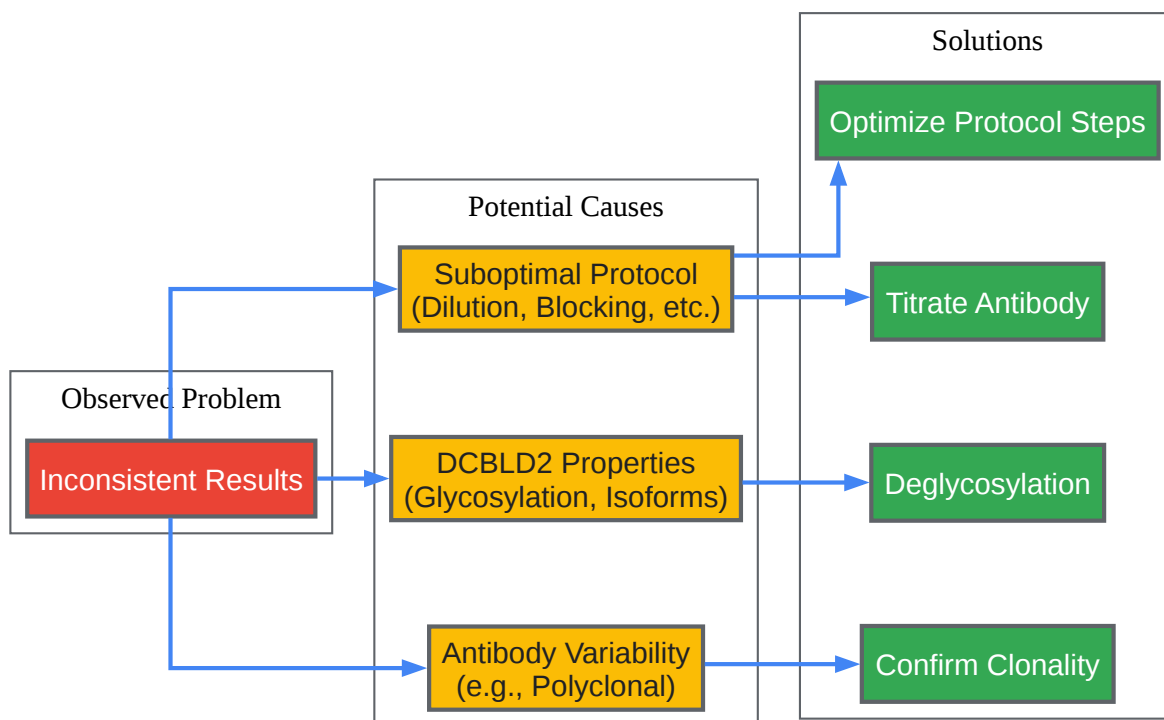 Solutions
Optimize Protocol Steps
Potential Causes
Suboptimal Protocol
(Dilution, Blocking, etc.)
Titrate Antibody
Observed Problem
Inconsistent Results
DCBLD2 Properties
(Glycosylation, Isoforms)
Deglycosylation
Antibody Variability
(e.g., Polyclonal)
Confirm Clonality